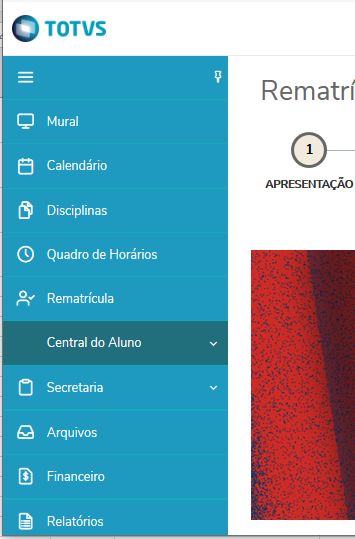 TOTVS
Mural
Calendário
Disciplinas
Quadro de Horários
Rematrícula
Central do Aluno
Secretaria
Arquivos
Financeiro
Relatórios
Rematrí
1
APRESENTAÇÃO